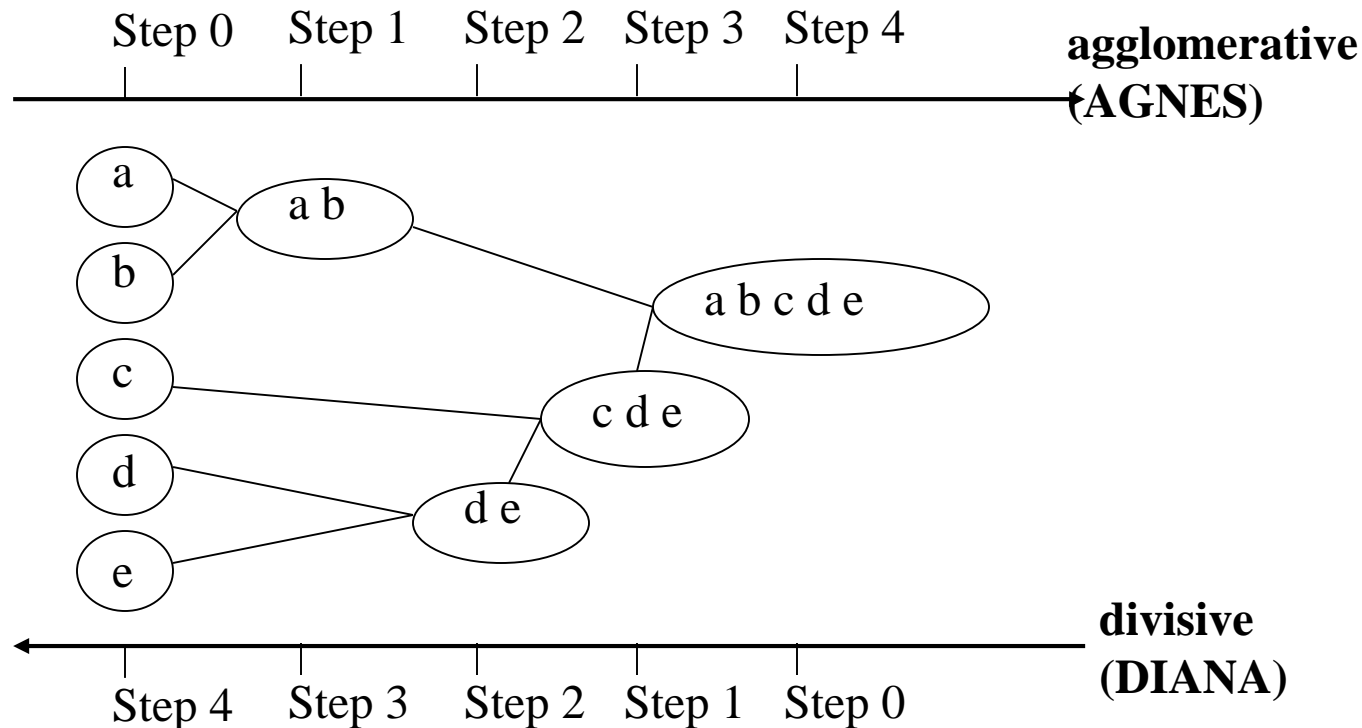 Step 0 Step 1 Step 2 Step 3 Step 4
agglomerative
(AGNES)
a
a b
b
a b c d e
c
c d e
d
d e
e
divisive
(DIANA)
Step 4 Step 3 Step 2 Step 1 Step 0